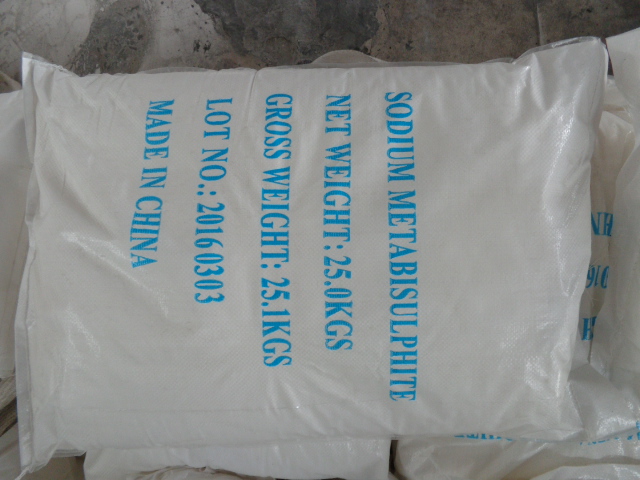 SODIUM METABISULPHITE
NET WEIGHT: 25.0KGS
GROSS WEIGHT: 25.1KGS
LOT NO.: 20160303
MADE IN CHINA